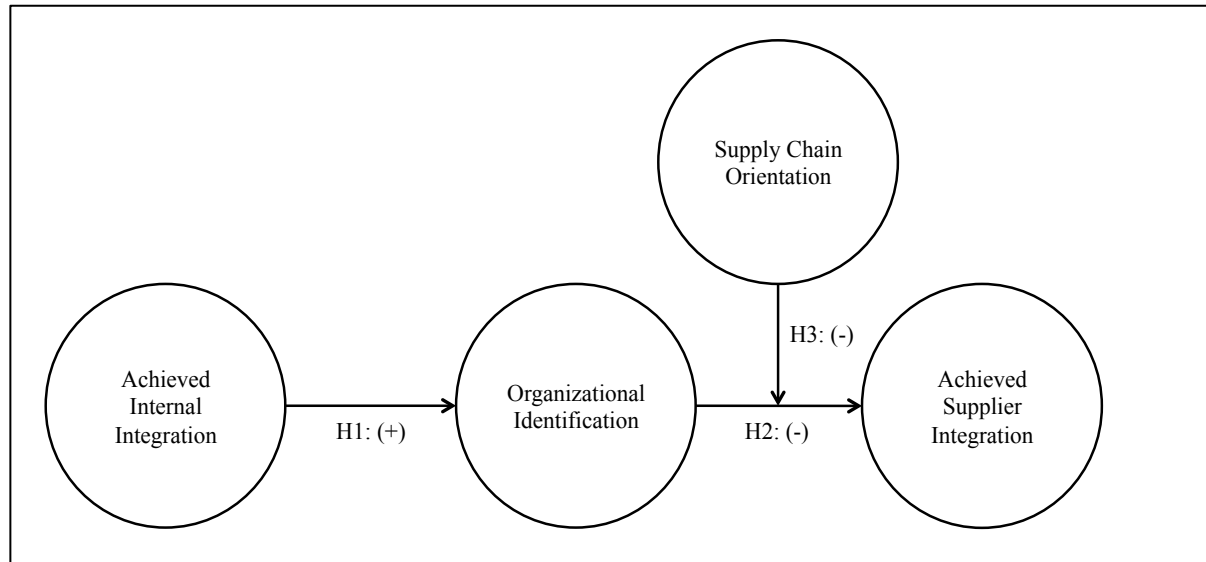 Supply Chain
Orientation
H3: (-)
Achieved
Internal
Integration
H1: (+)
Organizational
Identification
H2: (-)
Achieved
Supplier
Integration